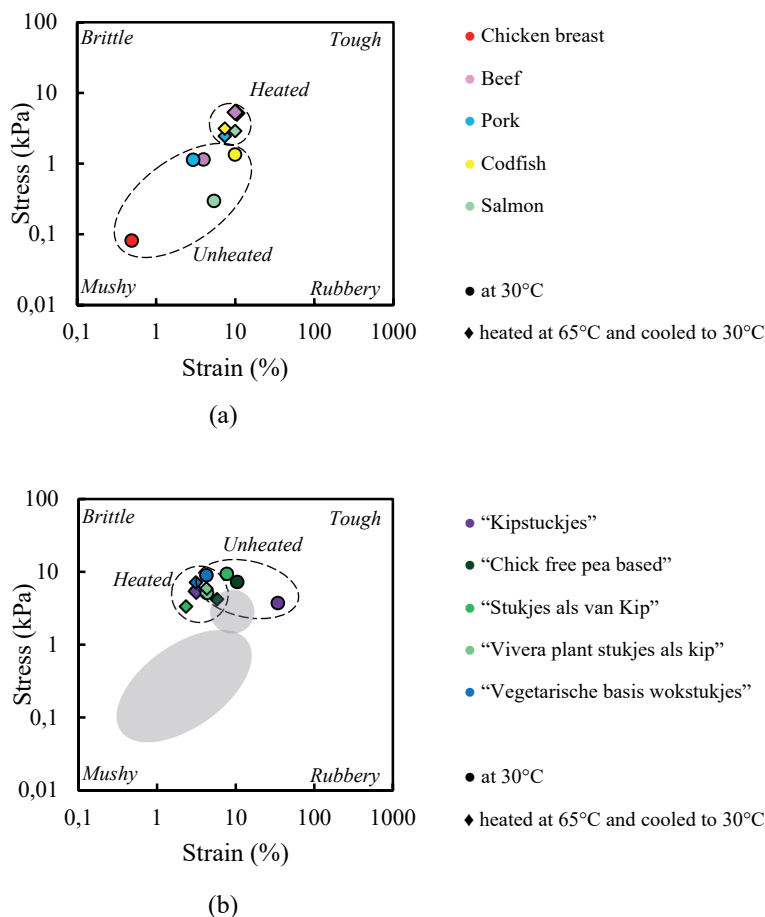 100
Brittle
Tough
Chicken breast
Heated
Beef
10
Stress (kPa)
Pork
1
Codfish
Salmon
0,1
Unheated
Mushy
Rubbery
at 30°C
0,01
0,1
1
10
100
1000
heated at 65°C and cooled to 30°C
Strain (%)
(a)
100
Brittle
Tough
“Kipstuckjes”
Unheated
Heated
“Chick free pea based”
10
Stress (kPa)
“Stukjes als van Kip”
1
“Vivera plant stukjes als kip”
“Vegetarische basis wokstukjes”
0,1
Mushy
Rubbery
at 30°C
0,01
0,1
1
10
100
1000
heated at 65°C and cooled to 30°C
Strain (%)
(b)